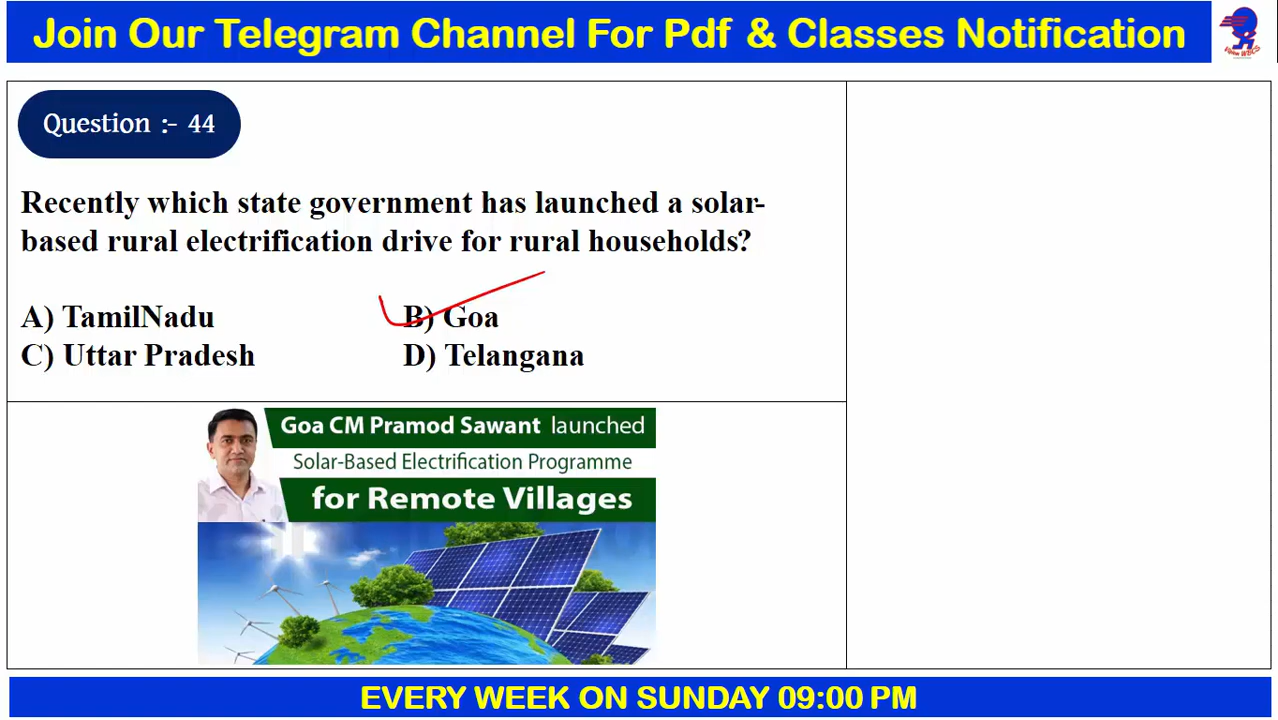 Join Our Telegram Channel For Pdf & Classes Notification
Question :- 44
Recently which state government has launched a solar-
based rural electrification drive for rural households?
A) TamilNadu B) Goa
C) Uttar Pradesh D) Telangana
Goa CM Pramod Sawant launched
Solar-Based Electrification Programme
for Remote Villages
EVERY WEEK ON SUNDAY 09:00 PM